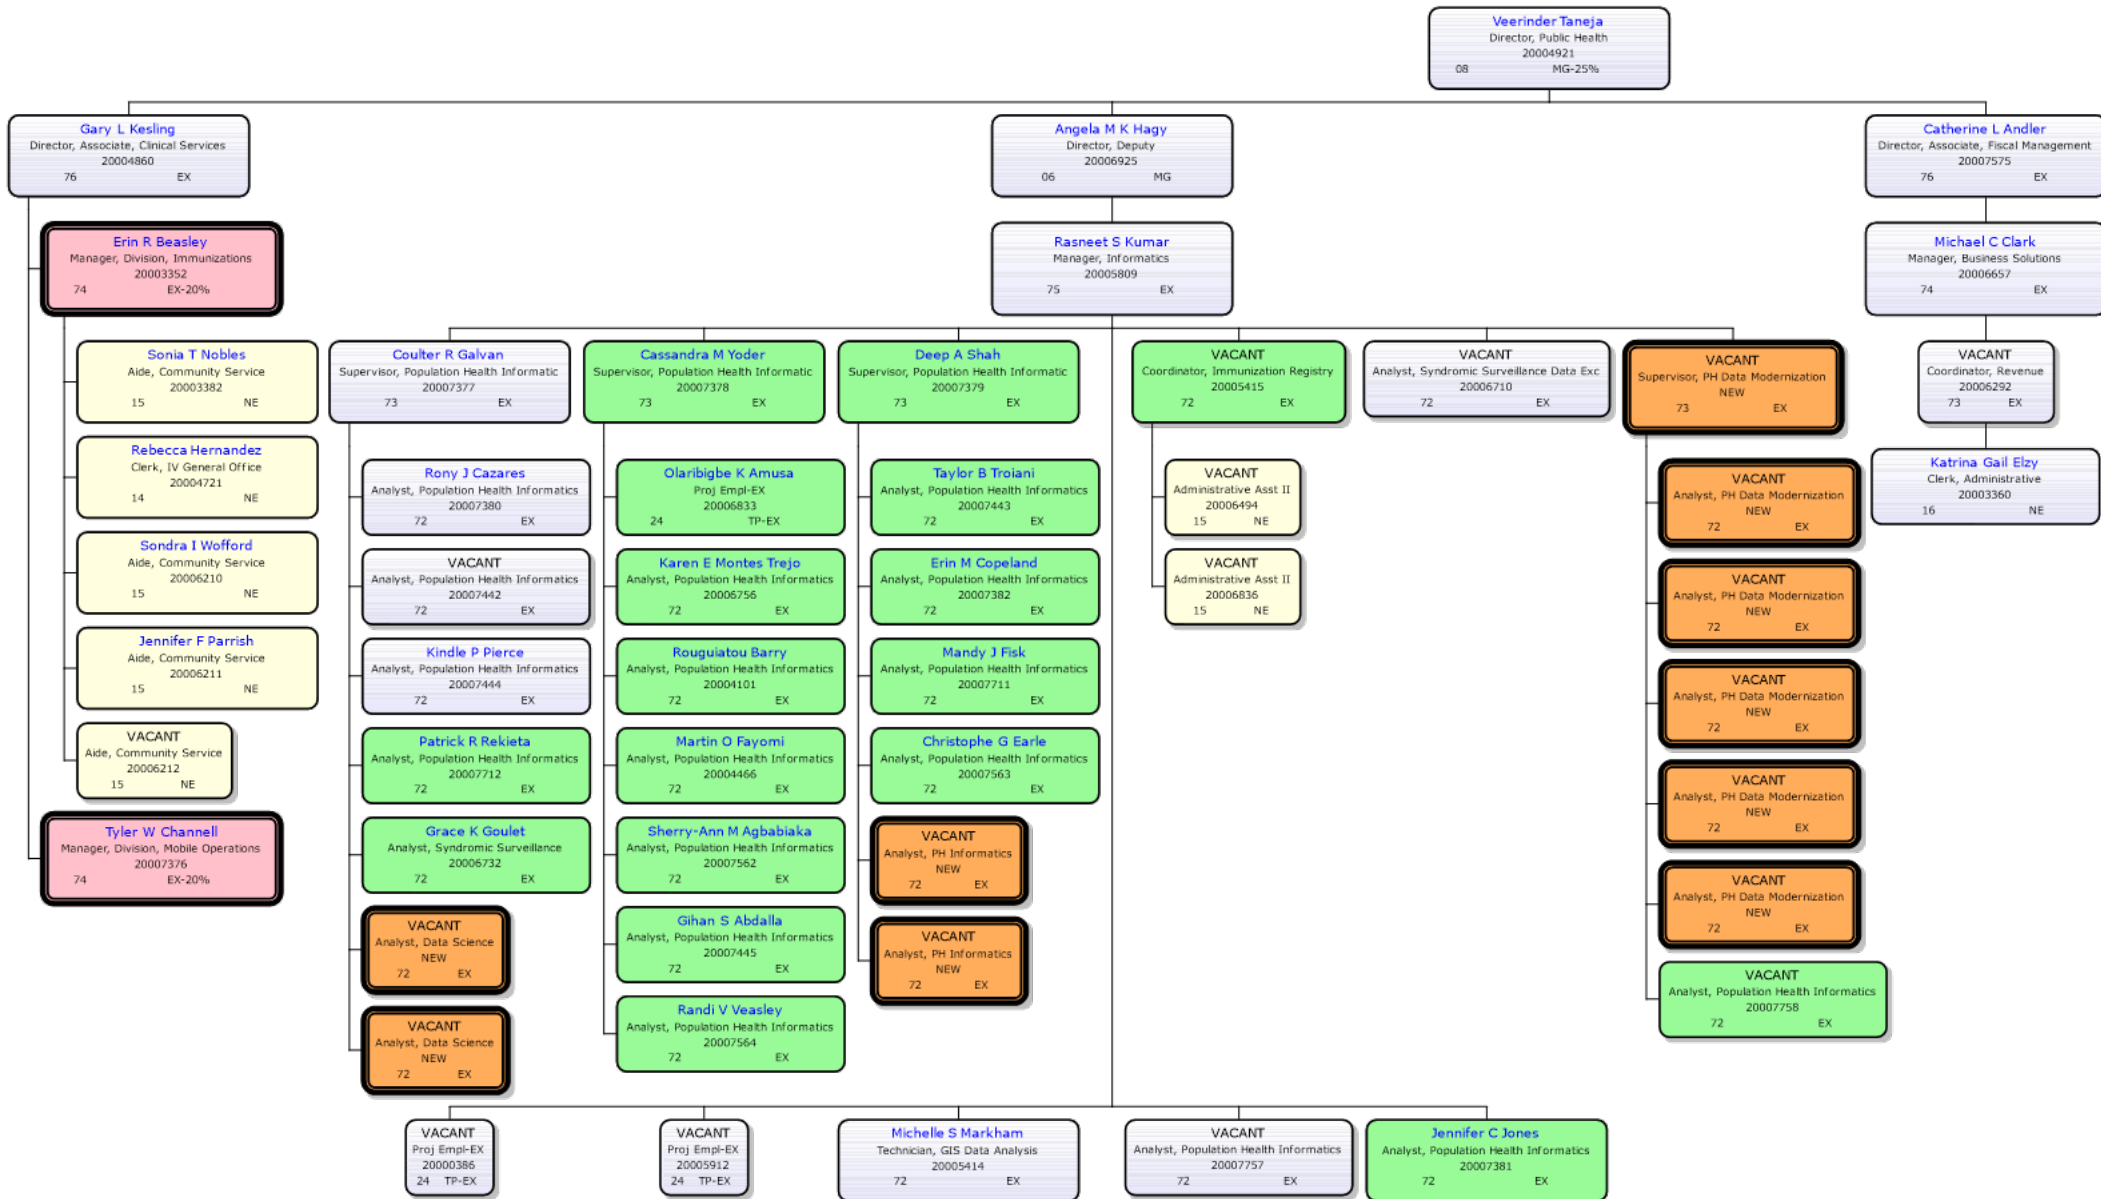 Veerinder Taneja
Director, Public Health
20004921
08 MG-25%
Gary L Kesling
Director, Associate, Clinical Services
20004860
76 EX
Angela M K Hagy
Director, Deputy
20006925
06 MG
Catherine L Andler
Director, Associate, Fiscal Management
20007575
76 EX
Erin R Beasley
Manager, Division, Immunizations
20003352
74 EX-20%
Rasneet S Kumar
Manager, Informatics
20005809
75 EX
Michael C Clark
Manager, Business Solutions
20006657
74 EX
Sonia T Nobles
Aide, Community Service
20003382
15 NE
Rebecca Hernandez
Clerk, IV General Office
20004721
14 NE
Sondra I Wofford
Aide, Community Service
20006210
15 NE
Jennifer F Parrish
Aide, Community Service
20006211
15 NE
VACANT
Aide, Community Service
20006212
15 NE
Tyler W Channell
Manager, Division, Mobile Operations
20007376
74 EX-20%
Coulter R Galvan
Supervisor, Population Health Informatic
20007377
73 EX
Rony J Cazares
Analyst, Population Health Informatics
20007380
72 EX
VACANT
Analyst, Population Health Informatics
20007442
72 EX
Kindle P Pierce
Analyst, Population Health Informatics
20007444
72 EX
Patrick R Rekieta
Analyst, Population Health Informatics
20007712
72 EX
Grace K Goulet
Analyst, Syndromic Surveillance
20006732
72 EX
VACANT
Analyst, Data Science
NEW
72 EX
VACANT
Analyst, Data Science
NEW
72 EX
Cassandra M Yoder
Supervisor, Population Health Informatic
20007378
73 EX
Olaribigbe K Amusa
Proj Empl-EX
20006833
24 TP-EX
Karen E Montes Trejo
Analyst, Population Health Informatics
20006756
72 EX
Rouguiatou Barry
Analyst, Population Health Informatics
20004101
72 EX
Martin O Fayomi
Analyst, Population Health Informatics
20004466
72 EX
Sherry-Ann M Agbabiaka
Analyst, Population Health Informatics
20007562
72 EX
Gihan S Abdalla
Analyst, Population Health Informatics
20007445
72 EX
Randi V Veasley
Analyst, Population Health Informatics
20007564
72 EX
Deep A Shah
Supervisor, Population Health Informatic
20007379
73 EX
Taylor B Troiani
Analyst, Population Health Informatics
20007443
72 EX
Erin M Copeland
Analyst, Population Health Informatics
20007382
72 EX
Mandy J Fisk
Analyst, Population Health Informatics
20007711
72 EX
Christophe G Earle
Analyst, Population Health Informatics
20007563
72 EX
VACANT
Analyst, PH Informatics
NEW
72 EX
VACANT
Analyst, PH Informatics
NEW
72 EX
VACANT
Coordinator, Immunization Registry
20005415
72 EX
VACANT
Administrative Asst II
20006494
15 NE
VACANT
Administrative Asst II
20006836
15 NE
VACANT
Analyst, Syndromic Surveillance Data Exc
20006710
72 EX
VACANT
Supervisor, PH Data Modernization
NEW
73 EX
VACANT
Analyst, PH Data Modernization
NEW
72 EX
VACANT
Analyst, PH Data Modernization
NEW
72 EX
VACANT
Analyst, PH Data Modernization
NEW
72 EX
VACANT
Analyst, PH Data Modernization
NEW
72 EX
VACANT
Analyst, PH Data Modernization
NEW
72 EX
VACANT
Analyst, Population Health Informatics
20007758
72 EX
VACANT
Coordinator, Revenue
20006292
73 EX
Katrina Gail Elzy
Clerk, Administrative
20003360
16 NE
VACANT
Proj Empl-EX
20000386
24 TP-EX
VACANT
Proj Empl-EX
20005912
24 TP-EX
Michelle S Markham
Technician, GIS Data Analysis
20005414
72 EX
VACANT
Analyst, Population Health Informatics
20007757
72 EX
Jennifer C Jones
Analyst, Population Health Informatics
20007381
72 EX